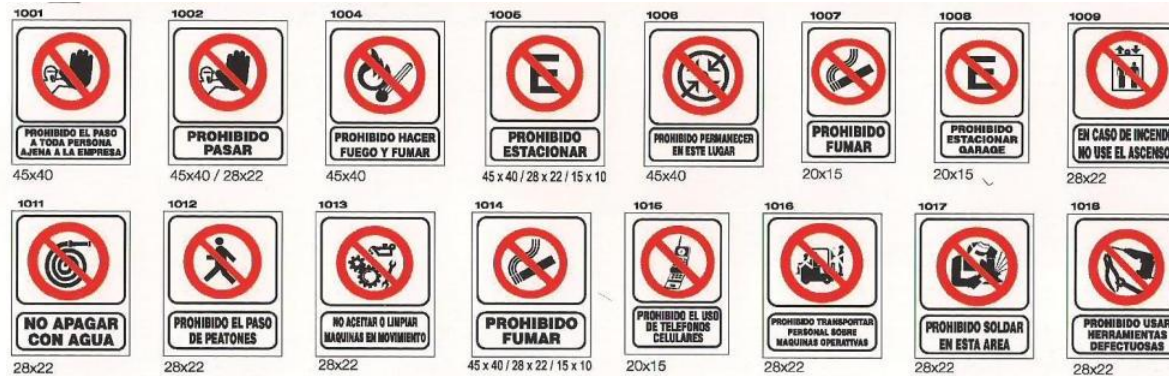 1001
1002
1004
1005
1006
1007
1008
1009
PROHIBIDO EL PASO
A TODA PERSONA
AJENA A LA EMPRESA
PROHIBIDO
PASAR
PROHIBIDO HACER
FUEGO Y FUMAR
E
PROHIBIDO
ESTACIONAR
PROHIBIDO PERMANECER
EN ESTE LUGAR
PROHIBIDO
FUMAR
E
PROHIBIDO
ESTACIONAR
GARAGE
EN CASO DE INCENDI
NO USE EL ASCENSO
45x40
45x40 / 28x22
45x40
45 x 40 / 28 x 22 / 15 x 10
45x40
20x15
20x15
28x22
1011
1012
1013
1014
1015
1016
1017
1018
NO APAGAR
CON AGUA
PROHIBIDO EL PASO
DE PEATONES
NO ACEITAR O LIMPIAR
MAQUINAS EN MOVIMIENTO
PROHIBIDO
FUMAR
PROHIBIDO EL USO
DE TELEFONOS
CELULARES
PROHIBIDO TRANSPORTAR
PERSONAL SOBRE
MAQUINAS OPERATIVAS
PROHIBIDO SOLDAR
EN ESTA AREA
PROHIBIDO USAR
HERRAMIENTAS
DEFECTUOSAS
28x22
28x22
28x22
45 x 40 / 28 x 22 / 15 x 10
20x15
28x22
28x22
28x22